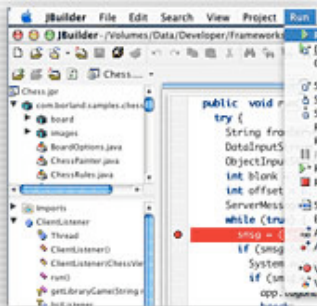 JBuilder File Edit Search View Project Run
JBuilder - /Volumes/Data/Developer/Frameworks
Chess....
Chess.jpr
com.borland.samples.chess
board
images
BoardOptions.java
ChessPainter.java
ChessRules.java
Imports
ClientListener
Thread
ClientListener()
ClientListener(ChessView
run()
getLibraryGame(String
public void r
try {
String fro
DataInputS
ObjectInpu
int blank
int offset
ServerMess
while (tru
smsg = (
if (smsg
System
if (sm